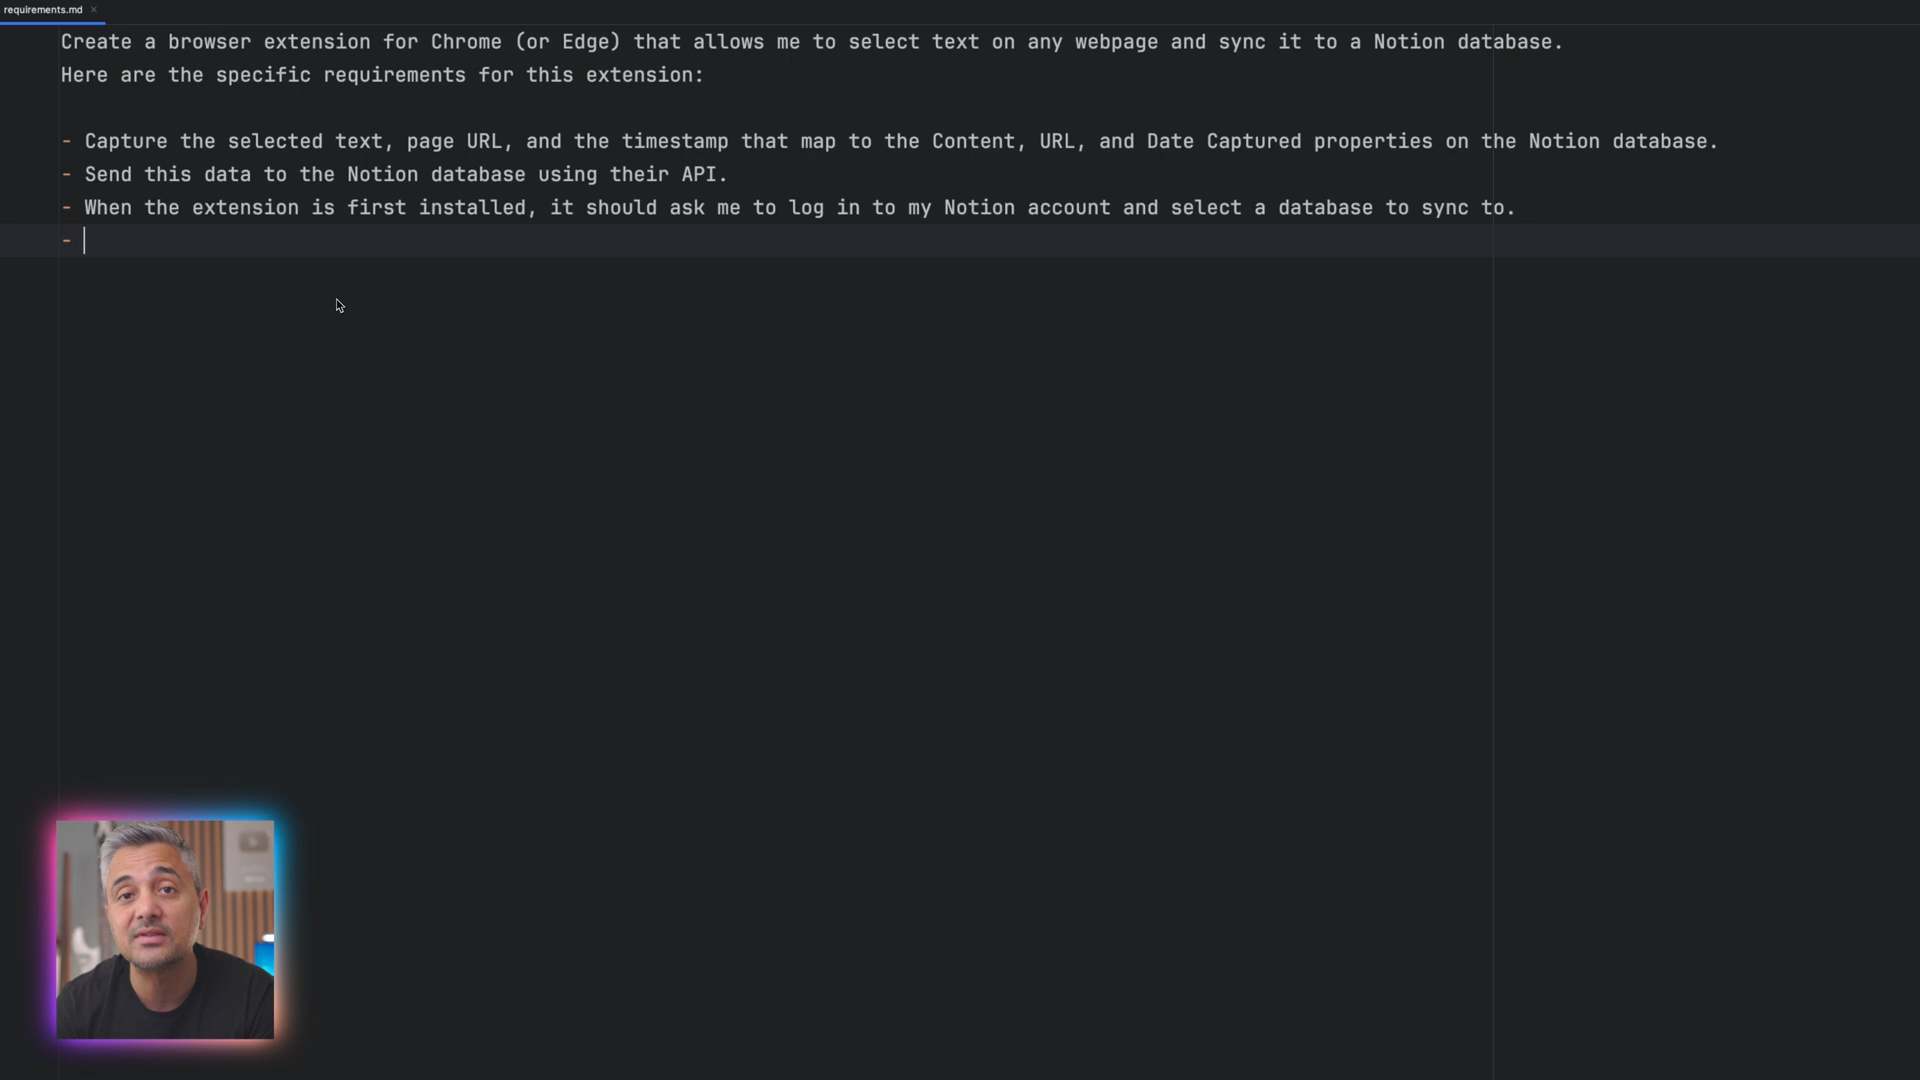 requirements.md
Create a browser extension for Chrome (or Edge) that allows me to select text on any webpage and sync it to a Notion database.
Here are the specific requirements for this extension:
- Capture the selected text, page URL, and the timestamp that map to the Content, URL, and Date Captured properties on the Notion database.
- Send this data to the Notion database using their API.
- When the extension is first installed, it should ask me to log in to my Notion account and select a database to sync to.
-